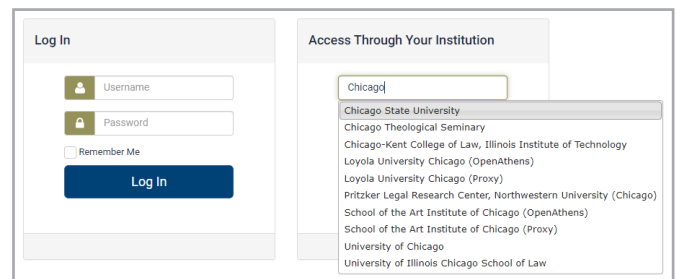 Log In
Username
Password
Remember Me
Log In
Access Through Your Institution
Chicago
Chicago State University
Chicago Theological Seminary
Chicago-Kent College of Law, Illinois Institute of Technology
Loyola University Chicago (OpenAthens)
Loyola University Chicago (Proxy)
Pritzker Legal Research Center, Northwestern University (Chicago)
School of the Art Institute of Chicago (OpenAthens)
School of the Art Institute of Chicago (Proxy)
University of Chicago
University of Illinois Chicago School of Law